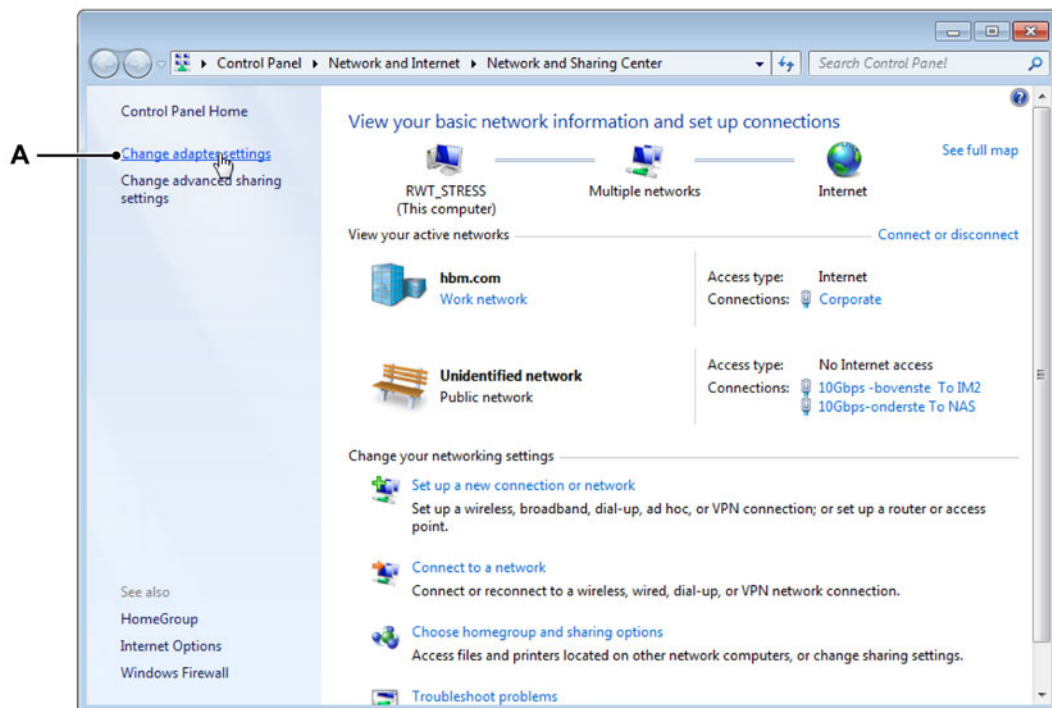 Control Panel ▸ Network and Internet ▸ Network and Sharing Center
Search Control Panel
A
Control Panel Home
Change adapter settings
Change advanced sharing
settings
See also
HomeGroup
Internet Options
Windows Firewall
View your basic network information and set up connections
See full map
RWT_STRESS
(This computer)
Multiple networks
Internet
View your active networks
Connect or disconnect
hbm.com
Work network
Access type: Internet
Connections: Corporate
Unidentified network
Public network
Access type: No Internet access
Connections: 10Gbps -bovenste To IM2
10Gbps-onderste To NAS
Change your networking settings
Set up a new connection or network
Set up a wireless, broadband, dial-up, ad hoc, or VPN connection; or set up a router or access
point.
Connect to a network
Connect or reconnect to a wireless, wired, dial-up, or VPN network connection.
Choose homegroup and sharing options
Access files and printers located on other network computers, or change sharing settings.
Troubleshoot problems